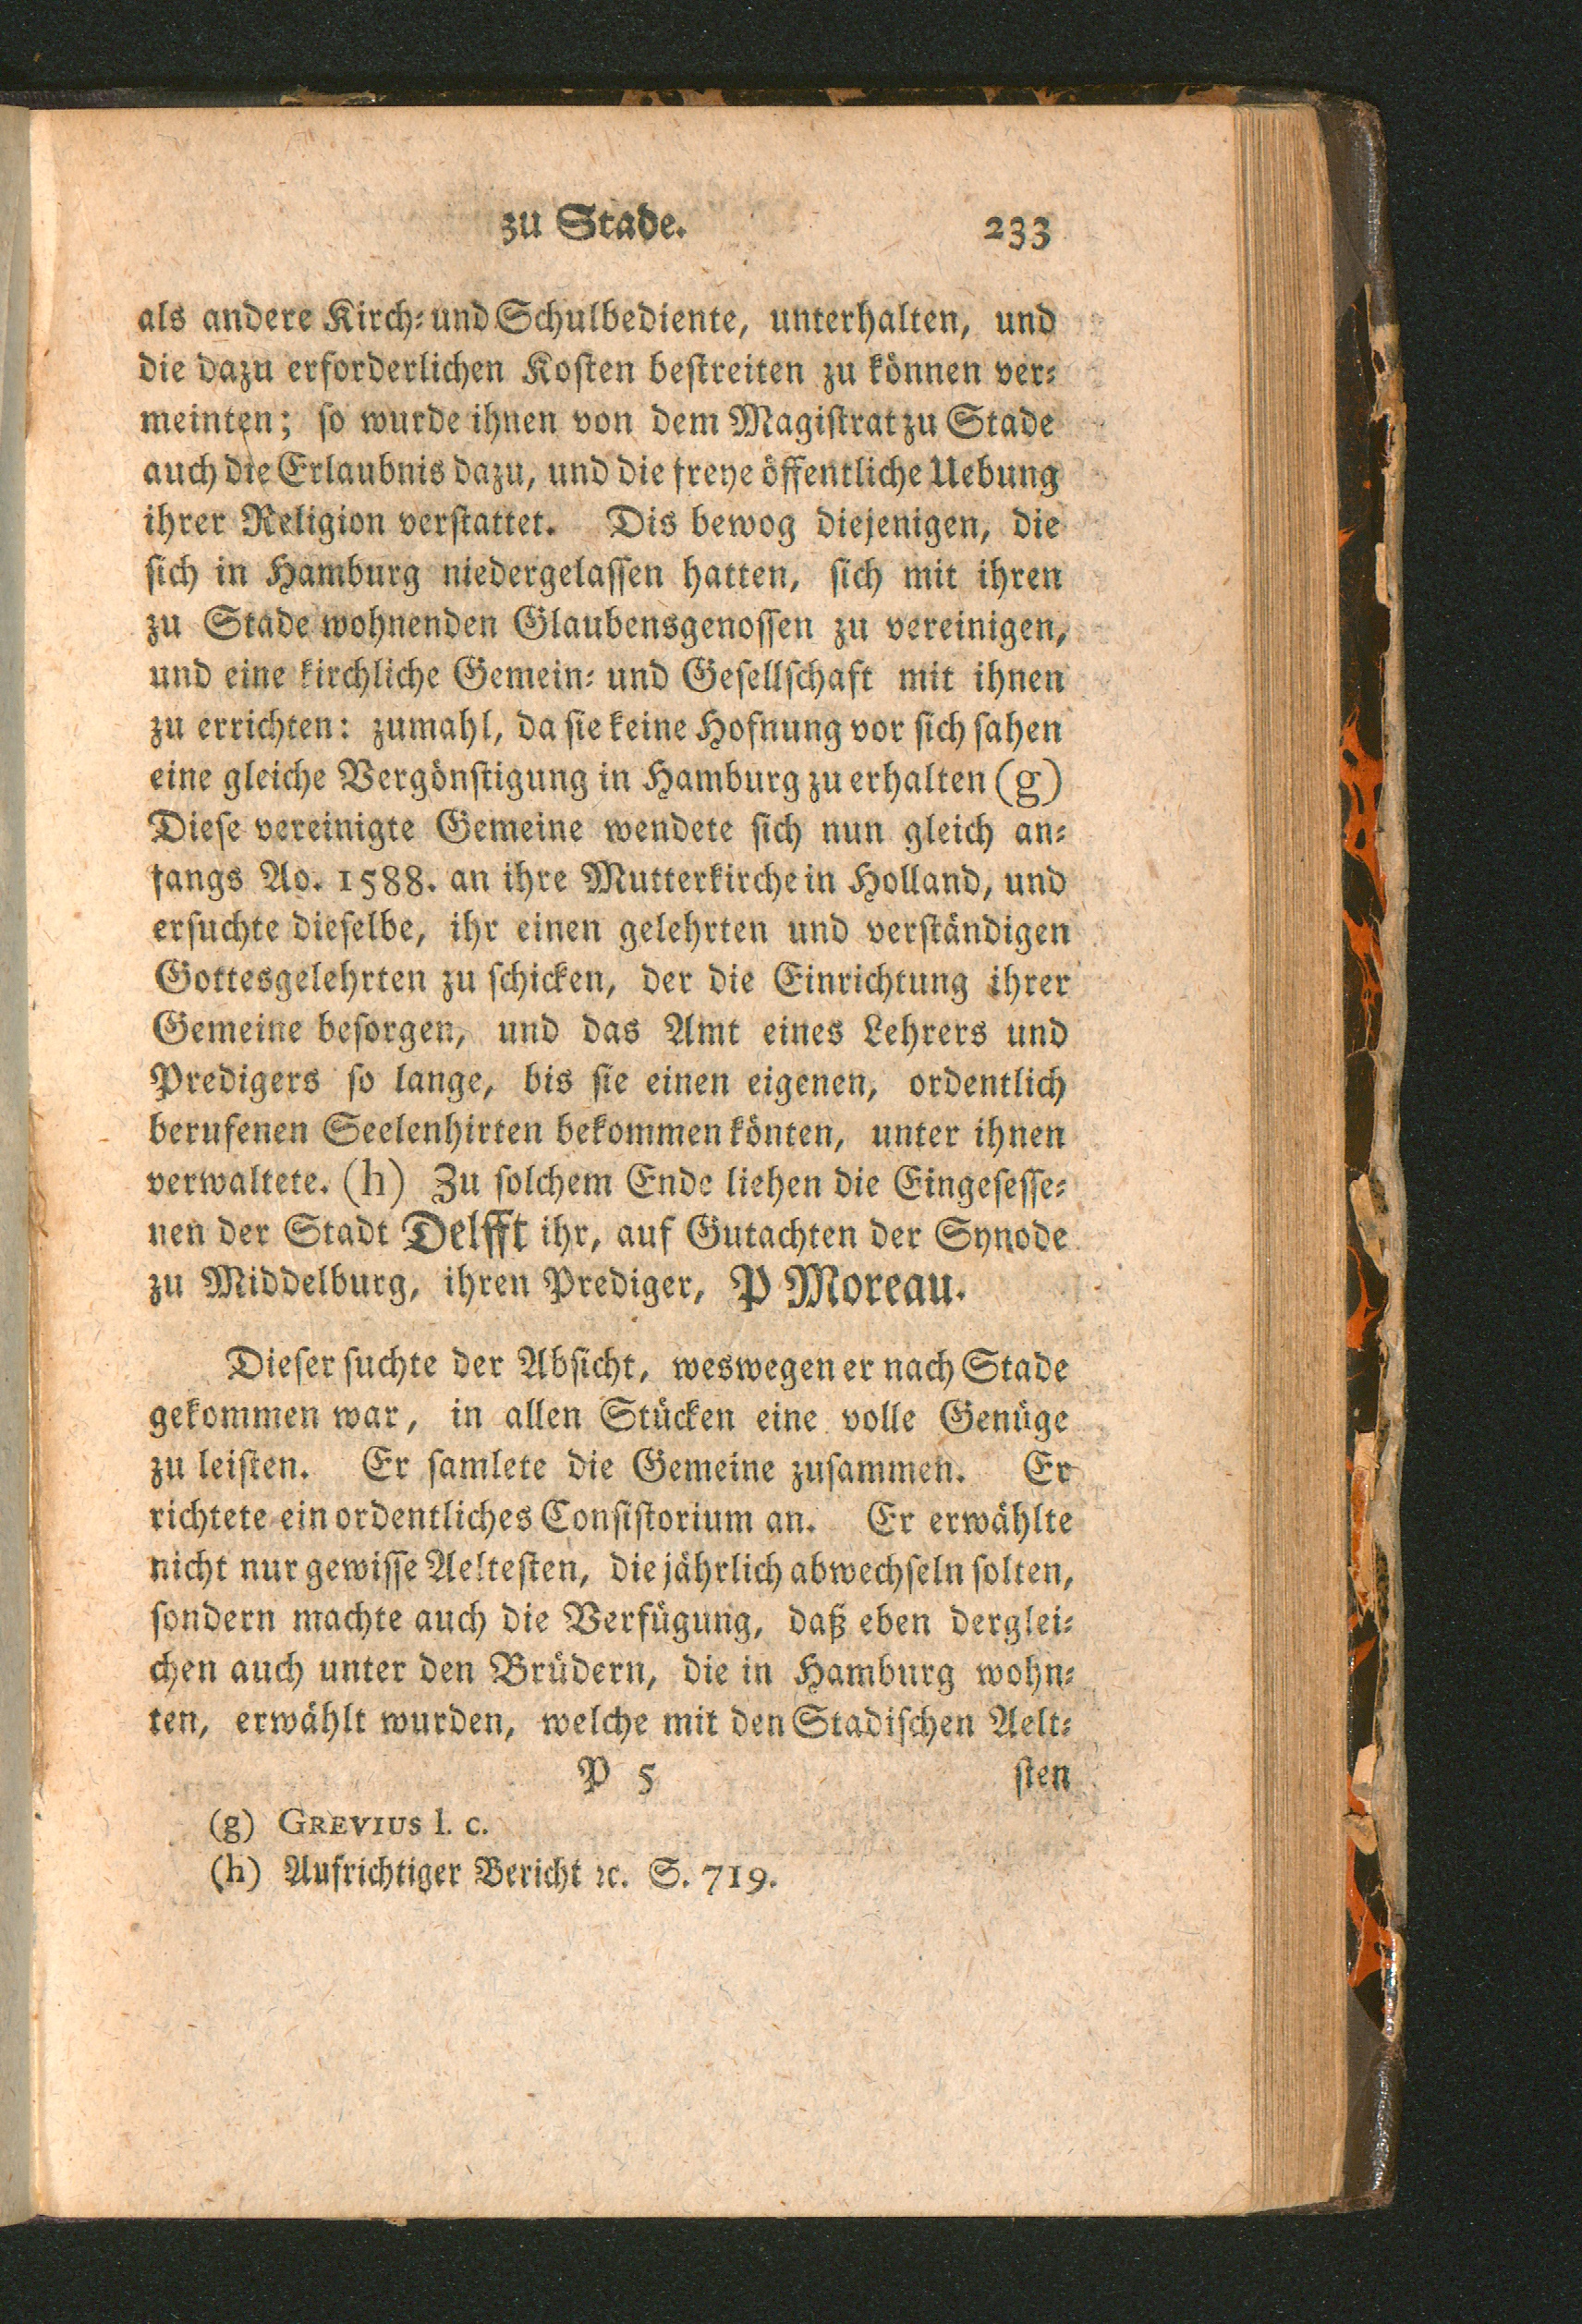 zu Stade. 233
als andere Kirch- und Schulbediente, unterhalten, und
die dazu erforderlichen Kosten bestreiten zu können ver-
meinten; so wurde ihnen von dem Magistrat zu Stade
auch die Erlaubnis dazu, und die freye öffentliche Uebung
ihrer Religion verstattet. Dis bewog diejenigen, die
sich in Hamburg niedergelassen hatten, sich mit ihren
zu Stade wohnenden Glaubensgenossen zu vereinigen,
und eine kirchliche Gemein- und Gesellschaft mit ihnen
zu errichten: zumahl, da sie keine Hofnung vor sich sahen
eine gleiche Vergönstigung in Hamburg zu erhalten (g)
Diese vereinigte Gemeine wendete sich nun gleich an-
fangs Ao. 1588. an ihre Mutterkirche in Holland, und
ersuchte dieselbe, ihr einen gelehrten und verständigen
Gottesgelehrten zu schicken, der die Einrichtung ihrer
Gemeine besorgen, und das Amt eines Lehrers und
Predigers so lange, bis sie einen eigenen, ordentlich
berufenen Seelenhirten bekommen könten, unter ihnen
verwaltete. (h) Zu solchem Ende liehen die Eingesesse-
nen der Stadt Delfft ihr, auf Gutachten der Synode
zu Middelburg, ihren Prediger, P Moreau.
Dieser suchte der Absicht, weswegen er nach Stade
gekommen war, in allen Stücken eine volle Genüge
zu leisten. Er samlete die Gemeine zusammen. Er
richtete ein ordentliches Consistorium an. Er erwählte
nicht nur gewisse Aeltesten, die jährlich abwechseln solten,
sondern machte auch die Verfügung, daß eben derglei-
chen auch unter den Brüdern, die in Hamburg wohn-
ten, erwählt wurden, welche mit den Stadischen Aelt-
P 5 sten
(g) GREVIUS l. c.
(h) Aufrichtiger Bericht ꝛc. S. 719.